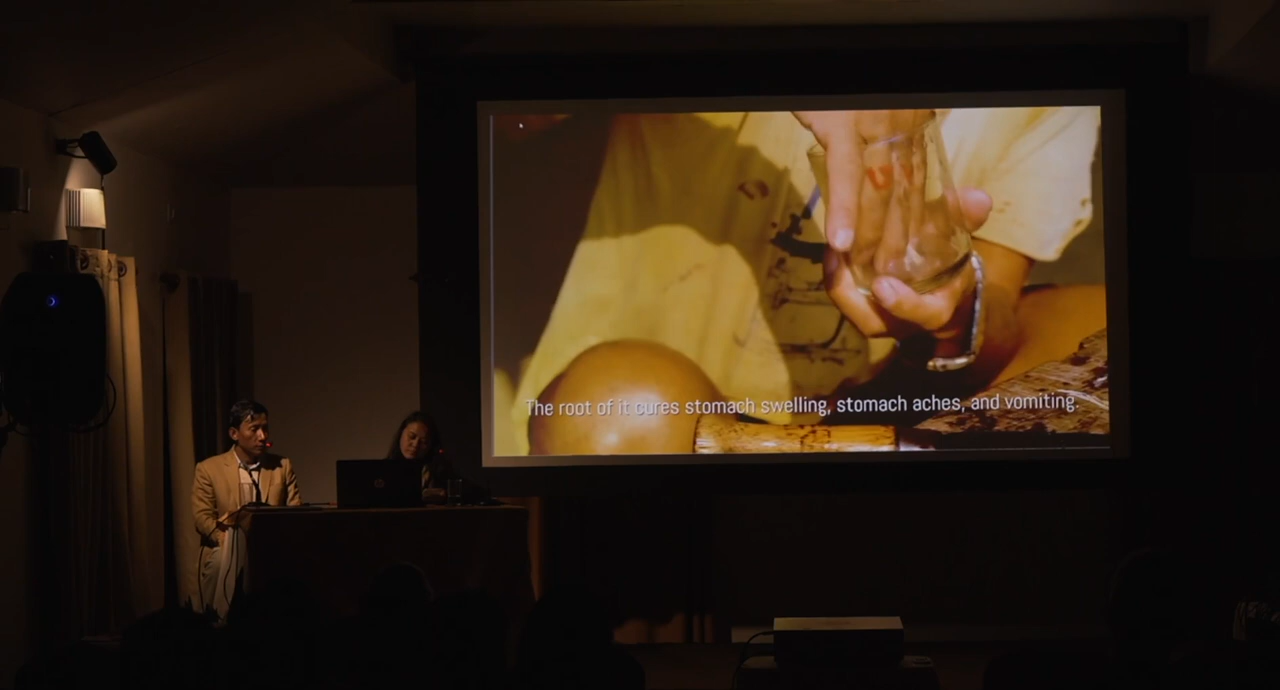 The root of it cures stomach swelling, stomach aches, and vomiting.